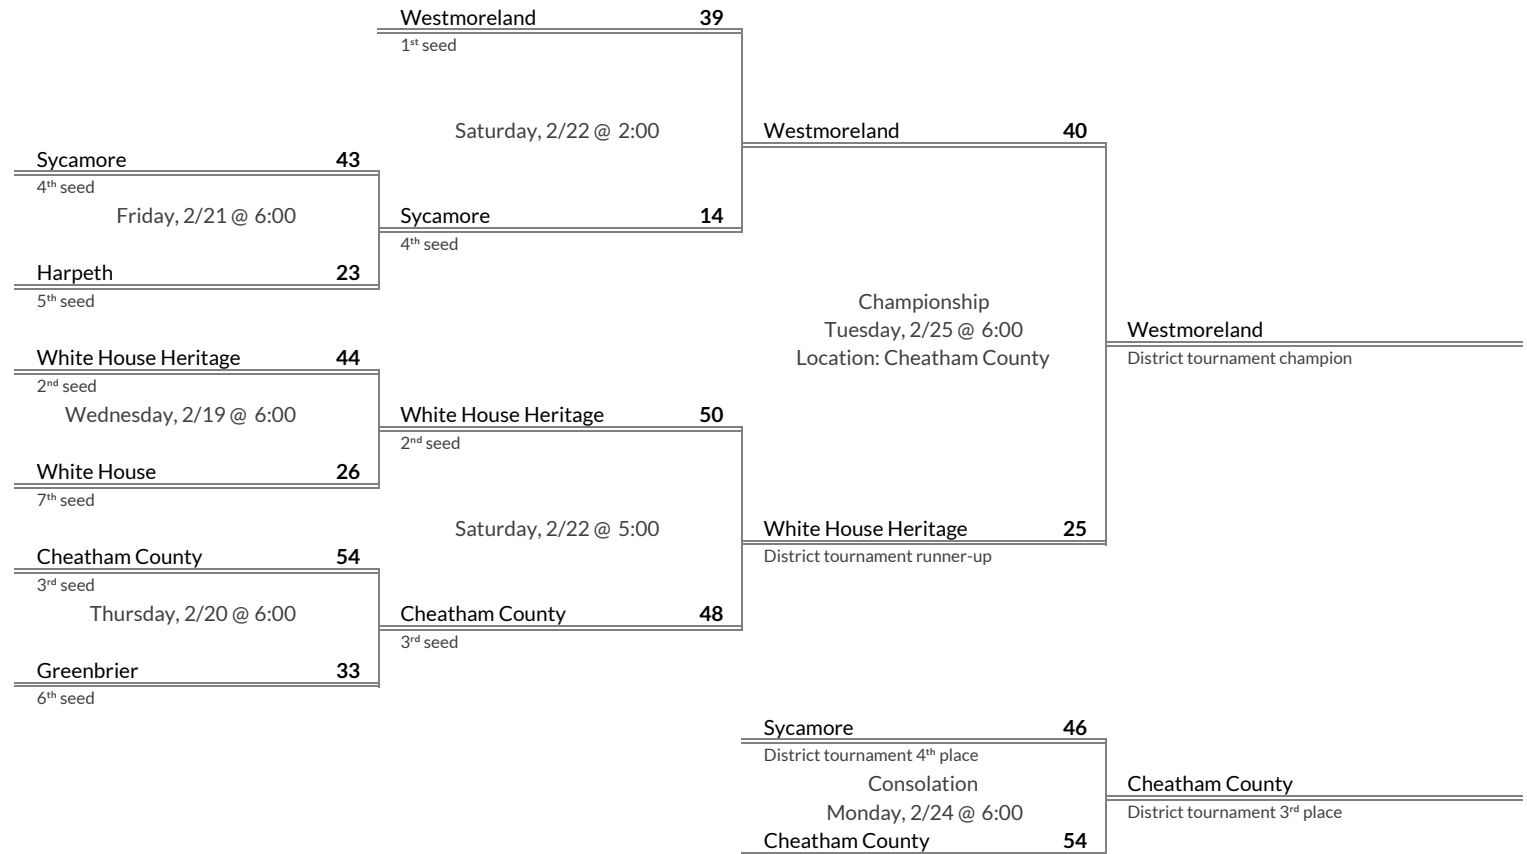 Westmoreland 39
1st seed
Saturday, 2/22 @ 2:00
Sycamore 43
4th seed
Friday, 2/21 @ 6:00
Harpeth 23
5th seed
Sycamore 14
4th seed
White House Heritage 44
2nd seed
Wednesday, 2/19 @ 6:00
White House 26
7th seed
White House Heritage 50
2nd seed
Saturday, 2/22 @ 5:00
Cheatham County 54
3rd seed
Thursday, 2/20 @ 6:00
Greenbrier 33
6th seed
Cheatham County 48
3rd seed
Westmoreland 40
Championship
Tuesday, 2/25 @ 6:00
Location: Cheatham County
White House Heritage 25
District tournament runner-up
Westmoreland
District tournament champion
Sycamore 46
District tournament 4th place
Consolation
Monday, 2/24 @ 6:00
Cheatham County 54
Cheatham County
District tournament 3rd place